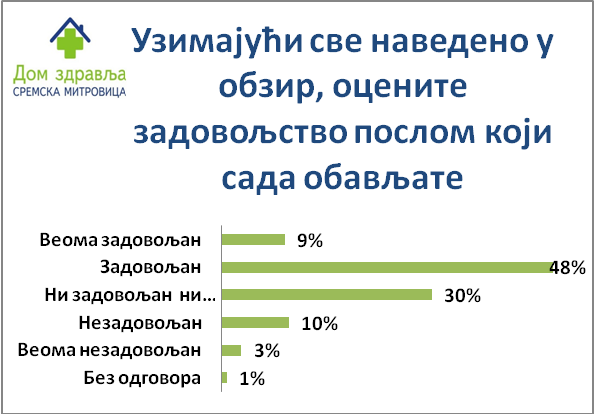 Дом здравља
СРЕМСКА МИТРОВИЦА
Узимајући све наведено у
обзир, оцените
задовољство послом који
сада обављате
Веома задовољан 9%
Задовољан 48%
Ни задовољан ни... 30%
Незадовољан 10%
Веома незадовољан 3%
Без одговора 1%